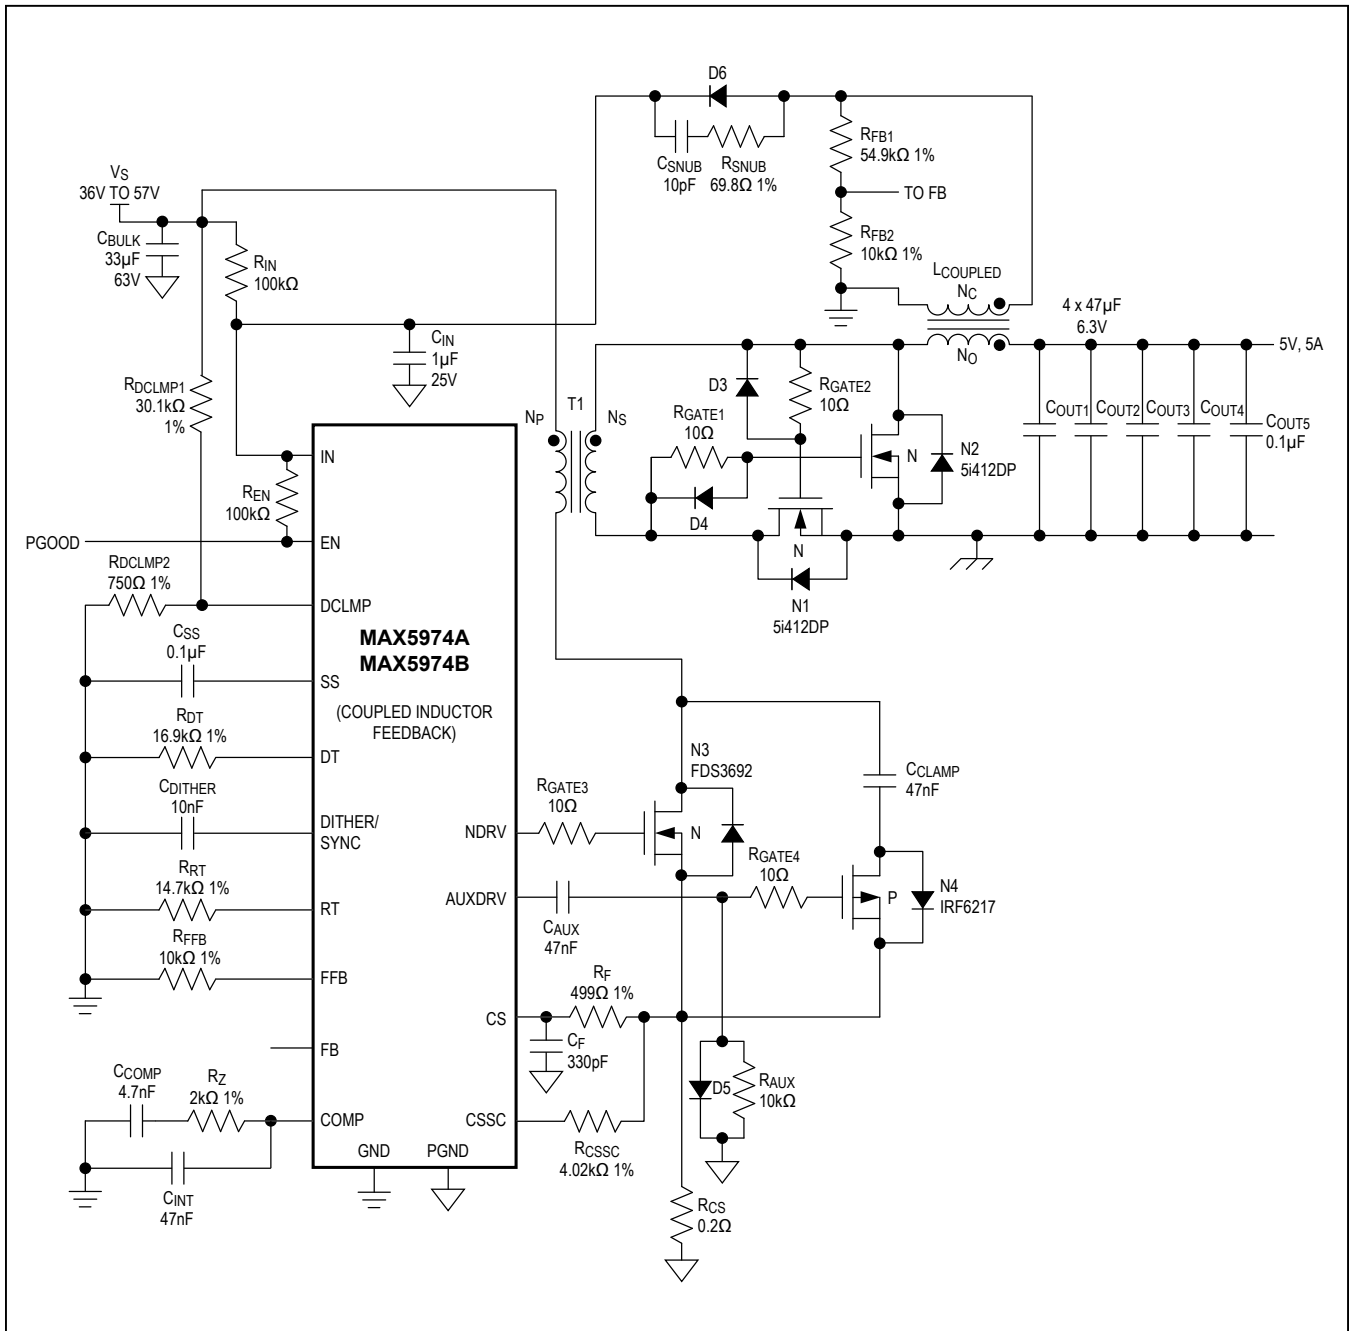 D6
CSNUB
10pF
RSNUB
69.8Ω 1%
RFB1
54.9kΩ 1%
TO FB
RFB2
10kΩ 1%
VS
36V TO 57V
CBULK
33µF
63V
RIN
100kΩ
LCOUPLED
NC
NO
4 x 47µF
6.3V
5V, 5A
CIN
1µF
25V
RDCLMP1
30.1kΩ
1%
NP
T1
NS
D3
RGATE2
10Ω
RGATE1
10Ω
D4
N
N2
5i412DP
N
N1
5i412DP
COUT1
COUT2
COUT3
COUT4
COUT5
0.1µF
IN
REN
100kΩ
PGOOD
EN
RDCLMP2
750Ω 1%
DCLMP
MAX5974A
MAX5974B
(COUPLED INDUCTOR
FEEDBACK)
CSS
0.1µF
SS
RDT
16.9kΩ 1%
DT
CDITHER
10nF
DITHER/
SYNC
RRT
14.7kΩ 1%
RT
RFFB
10kΩ 1%
FFB
FB
CCOMP
4.7nF
RZ
2kΩ 1%
COMP
CINT
47nF
GND
PGND
NDRV
RGATE3
10Ω
N3
FDS3692
N
CCLAMP
47nF
AUXDRV
CAUX
47nF
RGATE4
10Ω
P
N4
IRF6217
CS
RF
499Ω 1%
CF
330pF
D5
RAUX
10kΩ
CSSC
RCSSC
4.02kΩ 1%
RCS
0.2Ω